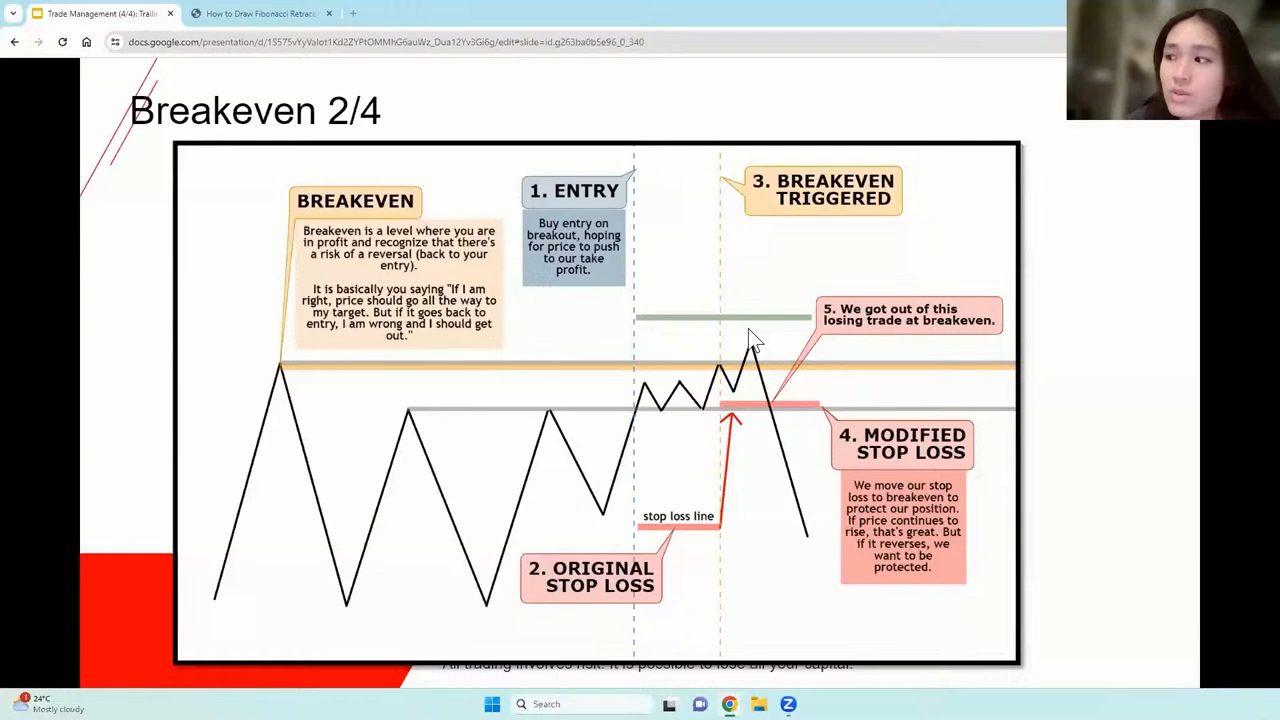 Trade Management (4/4): Trailin
How to Draw Fibonacci Retrace
docs.google.com/presentation/d/1S575vYyValot1Kd2ZYPtOMMhG6auWz_Dua12Yv3Gi6g/edit#slide=id.g263ba0b5e96_0_340
Breakeven 2/4
BREAKEVEN
Breakeven is a level where you are
in profit and recognize that there's
a risk of a reversal (back to your
entry).
It is basically you saying "If I am
right, price should go all the way to
my target. But if it goes back to
entry, I am wrong and I should get
out."
1. ENTRY
Buy entry on
breakout, hoping
for price to push
to our take
profit.
3. BREAKEVEN
TRIGGERED
5. We got out of this
losing trade at breakeven.
4. MODIFIED
STOP LOSS
We move our stop
loss to breakeven to
protect our position.
If price continues to
rise, that's great. But
if it reverses, we
want to be
protected.
stop loss line
2. ORIGINAL
STOP LOSS
All trading involves risk. It is possible to lose all your capital.
1
24°C
Mostly cloudy
Search